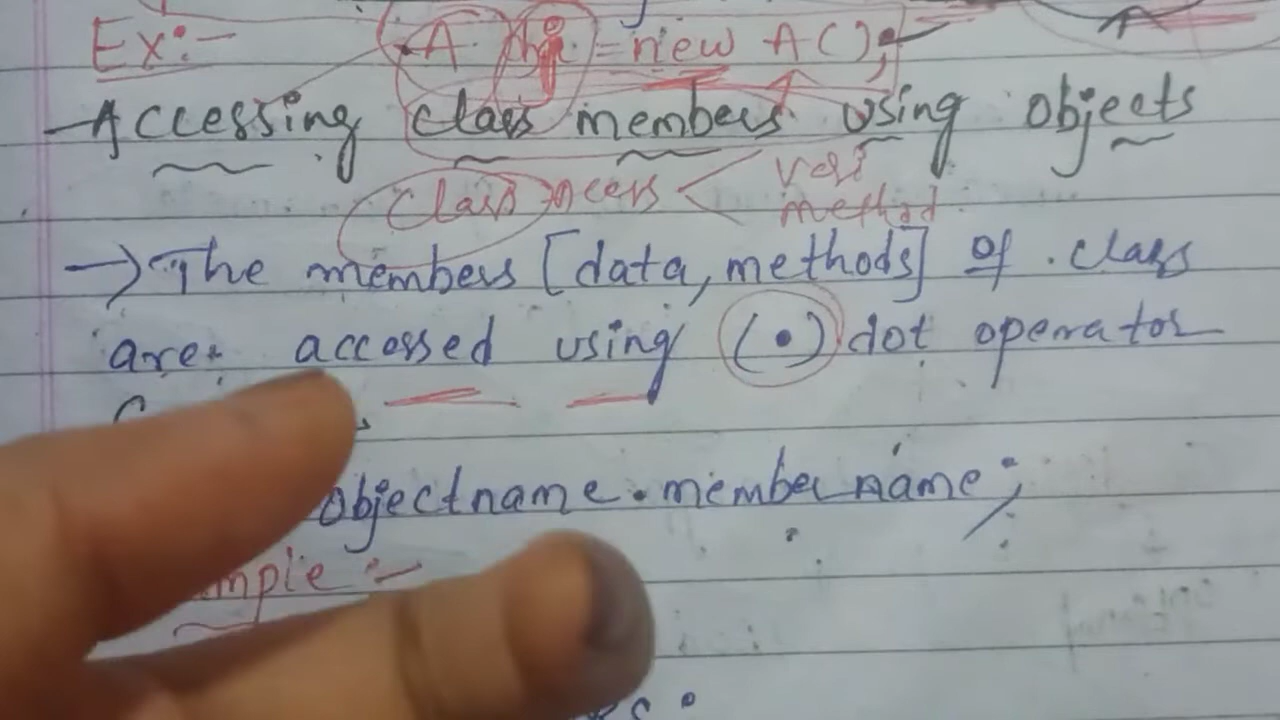 Ex:- A obj = new A();
Accessing class members using objects
class mem vari
method
→ The members [data, methods] of class
are accessed using (•) dot operator
objectname.membername;
mple :-